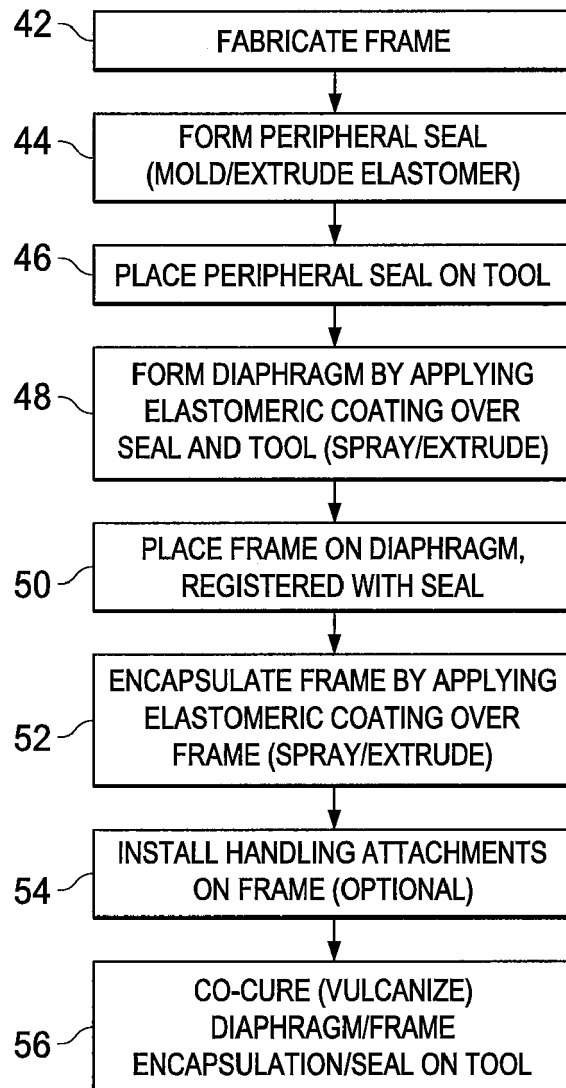 42
FABRICATE FRAME
44
FORM PERIPHERAL SEAL
(MOLD/EXTRUDE ELASTOMER)
46
PLACE PERIPHERAL SEAL ON TOOL
48
FORM DIAPHRAGM BY APPLYING
ELASTOMERIC COATING OVER
SEAL AND TOOL (SPRAY/EXTRUDE)
50
PLACE FRAME ON DIAPHRAGM,
REGISTERED WITH SEAL
52
ENCAPSULATE FRAME BY APPLYING
ELASTOMERIC COATING OVER
FRAME (SPRAY/EXTRUDE)
54
INSTALL HANDLING ATTACHMENTS
ON FRAME (OPTIONAL)
56
CO-CURE (VULCANIZE)
DIAPHRAGM/FRAME
ENCAPSULATION/SEAL ON TOOL